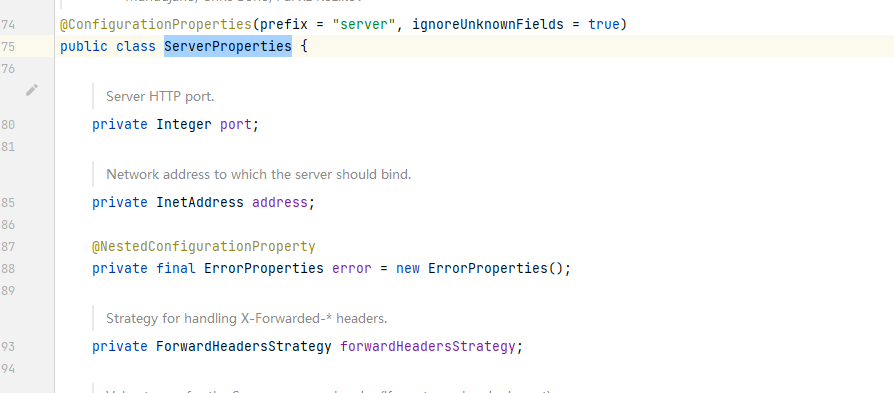 74 @ConfigurationProperties(prefix = "server", ignoreUnknownFields = true)
75 public class ServerProperties {
76
Server HTTP port.
80 private Integer port;
81
Network address to which the server should bind.
85 private InetAddress address;
86
87 @NestedConfigurationProperty
88 private final ErrorProperties error = new ErrorProperties();
89
Strategy for handling X-Forwarded-* headers.
93 private ForwardHeadersStrategy forwardHeadersStrategy;
94